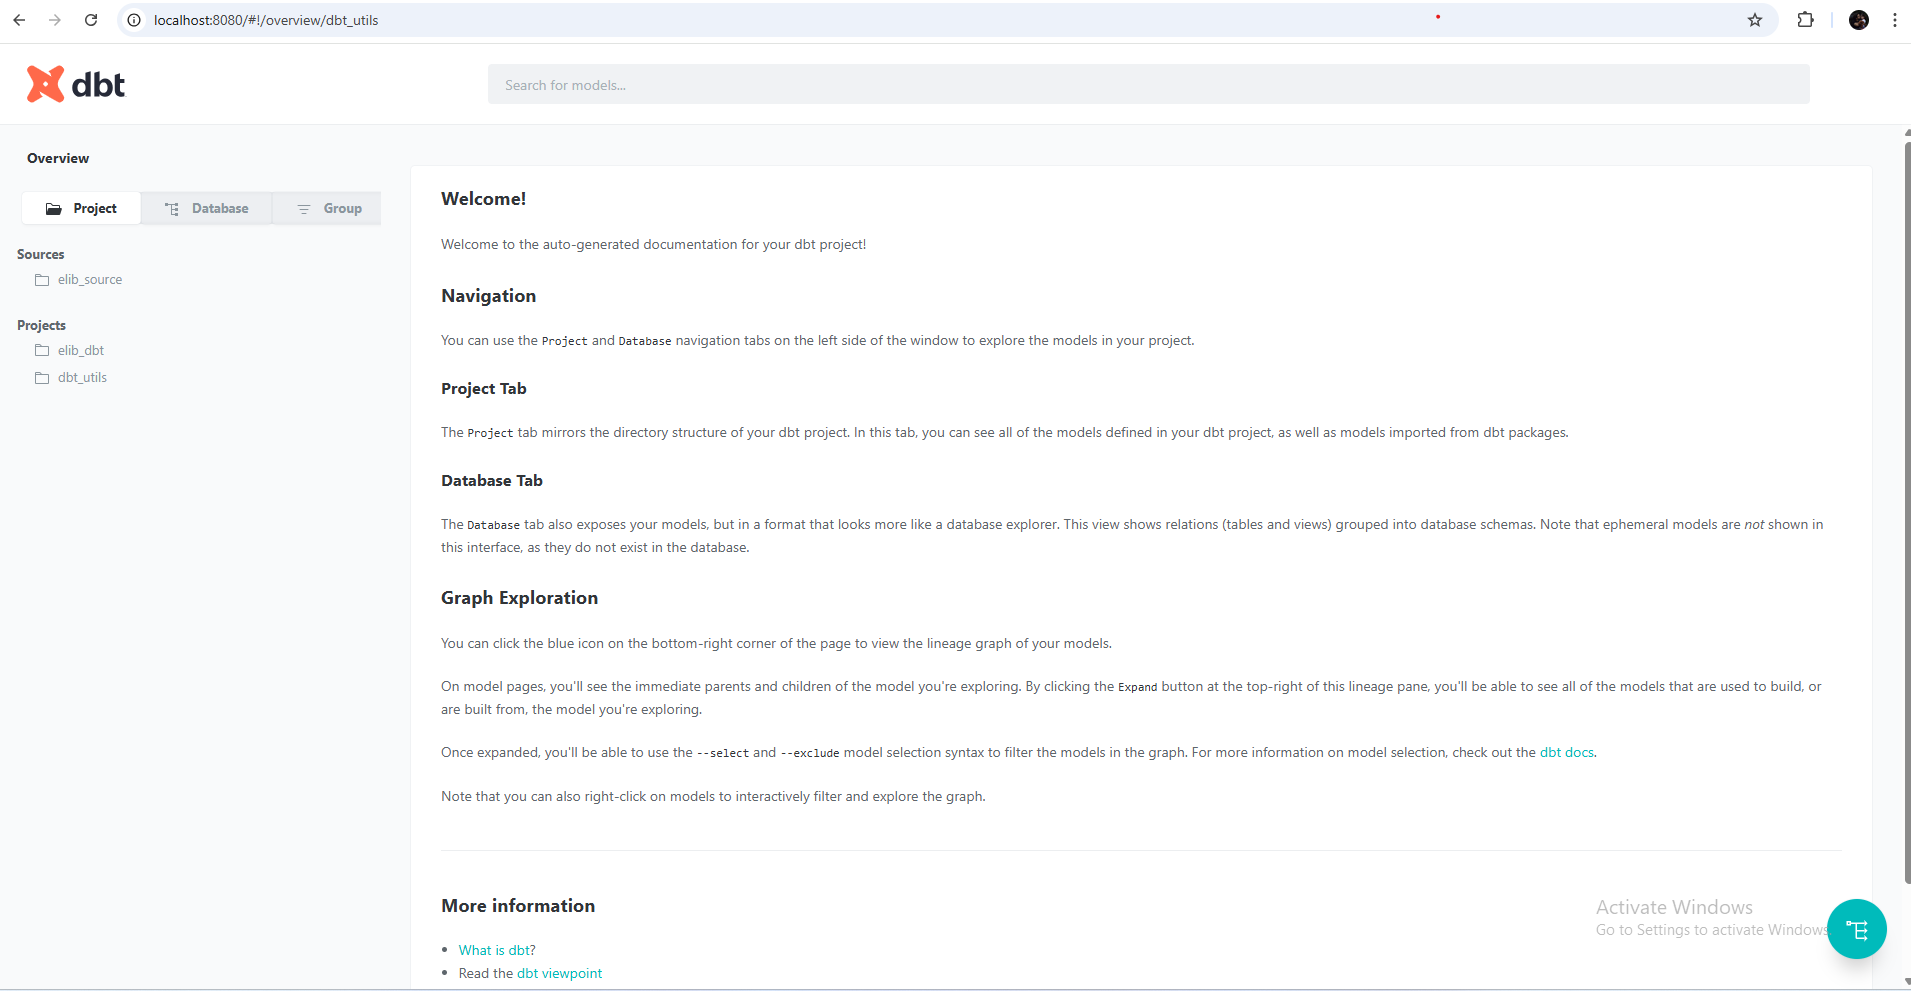 localhost:8080/#!/overview/dbt_utils
dbt
Search for models...
Overview
Project
Database
Group
Sources
elib_source
Projects
elib_dbt
dbt_utils
Welcome!
Welcome to the auto-generated documentation for your dbt project!
Navigation
You can use the Project and Database navigation tabs on the left side of the window to explore the models in your project.
Project Tab
The Project tab mirrors the directory structure of your dbt project. In this tab, you can see all of the models defined in your dbt project, as well as models imported from dbt packages.
Database Tab
The Database tab also exposes your models, but in a format that looks more like a database explorer. This view shows relations (tables and views) grouped into database schemas. Note that ephemeral models are not shown in
this interface, as they do not exist in the database.
Graph Exploration
You can click the blue icon on the bottom-right corner of the page to view the lineage graph of your models.
On model pages, you'll see the immediate parents and children of the model you're exploring. By clicking the Expand button at the top-right of this lineage pane, you'll be able to see all of the models that are used to build, or
are built from, the model you're exploring.
Once expanded, you'll be able to use the --select and --exclude model selection syntax to filter the models in the graph. For more information on model selection, check out the dbt docs.
Note that you can also right-click on models to interactively filter and explore the graph.
More information
What is dbt?
Read the dbt viewpoint
Activate Windows
Go to Settings to activate Windows